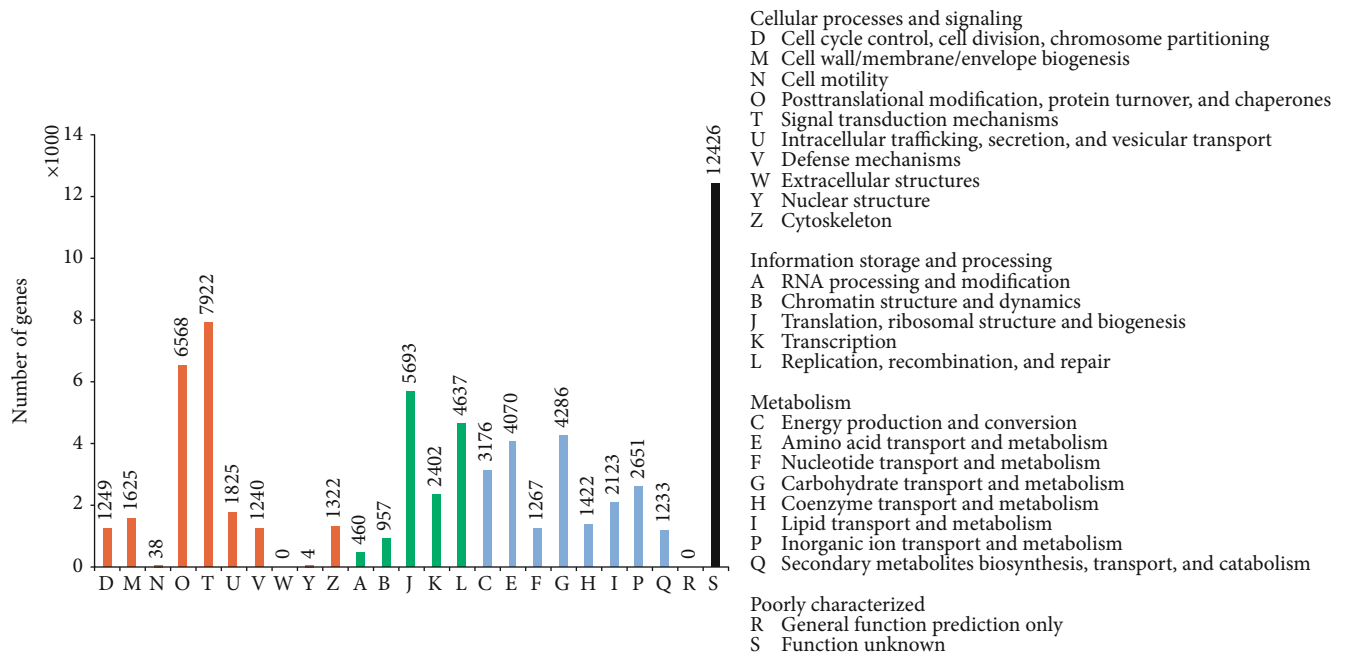 ×1000
Number of genes
14
12
10
8
6
4
2
0
1249
1625
38
6568
7922
1825
1240
0
4
1322
460
957
5693
2402
4637
3176
4070
1267
4286
1422
2123
2651
1233
0
12426
D M N O T U V W Y Z A B J K L C E F G H I P Q R S
Cellular processes and signaling
D Cell cycle control, cell division, chromosome partitioning
M Cell wall/membrane/envelope biogenesis
N Cell motility
O Posttranslational modification, protein turnover, and chaperones
T Signal transduction mechanisms
U Intracellular trafficking, secretion, and vesicular transport
V Defense mechanisms
W Extracellular structures
Y Nuclear structure
Z Cytoskeleton
Information storage and processing
A RNA processing and modification
B Chromatin structure and dynamics
J Translation, ribosomal structure and biogenesis
K Transcription
L Replication, recombination, and repair
Metabolism
C Energy production and conversion
E Amino acid transport and metabolism
F Nucleotide transport and metabolism
G Carbohydrate transport and metabolism
H Coenzyme transport and metabolism
I Lipid transport and metabolism
P Inorganic ion transport and metabolism
Q Secondary metabolites biosynthesis, transport, and catabolism
Poorly characterized
R General function prediction only
S Function unknown